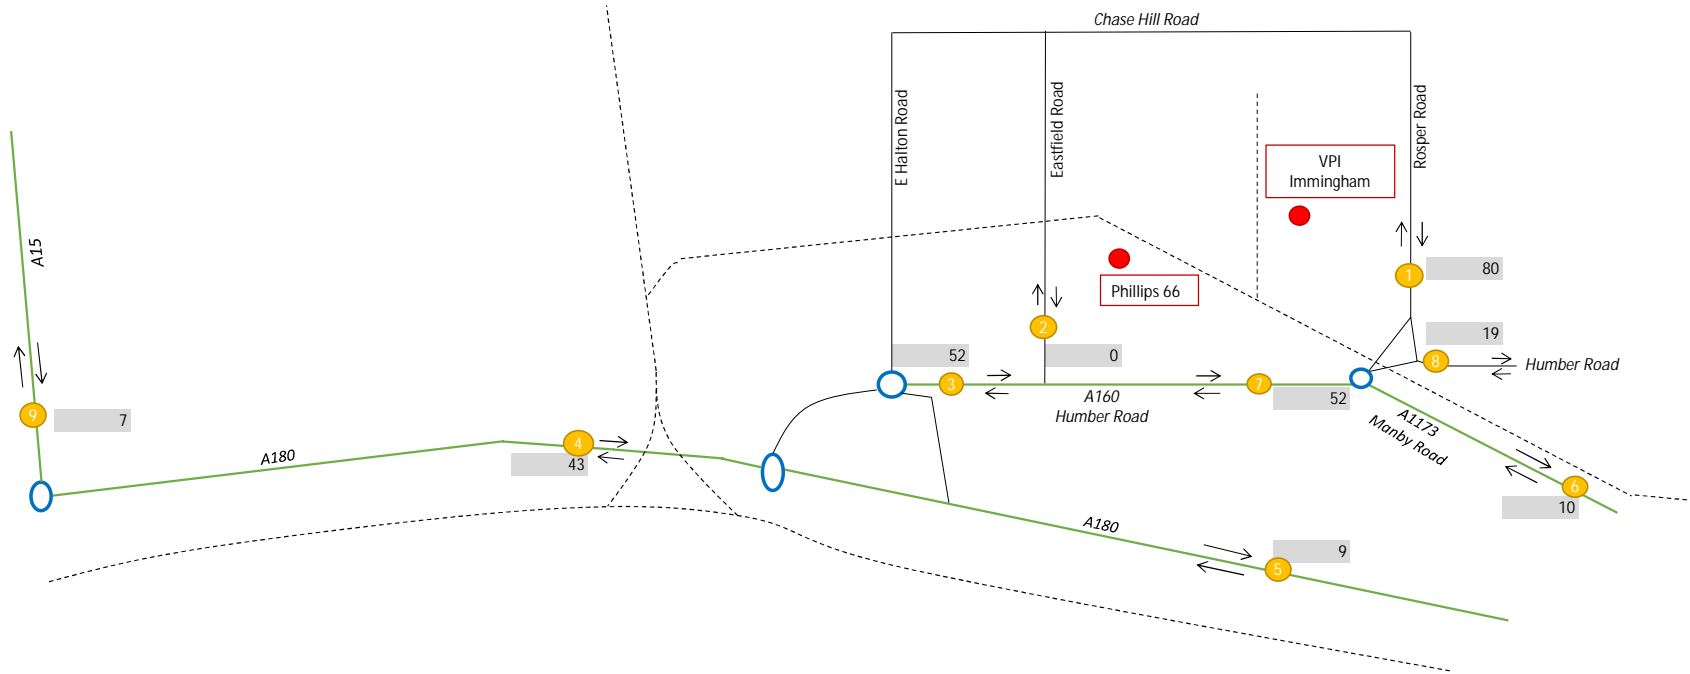 Chase Hill Road
E Halton Road
Eastfield Road
Rosper Road
VPI
Immingham
A15
1
80
Phillips 66
2
19
52
0
8
Humber Road
3
7
A160
Humber Road
52
9
7
A1173
Manby Road
4
43
A180
6
10
A180
9
5